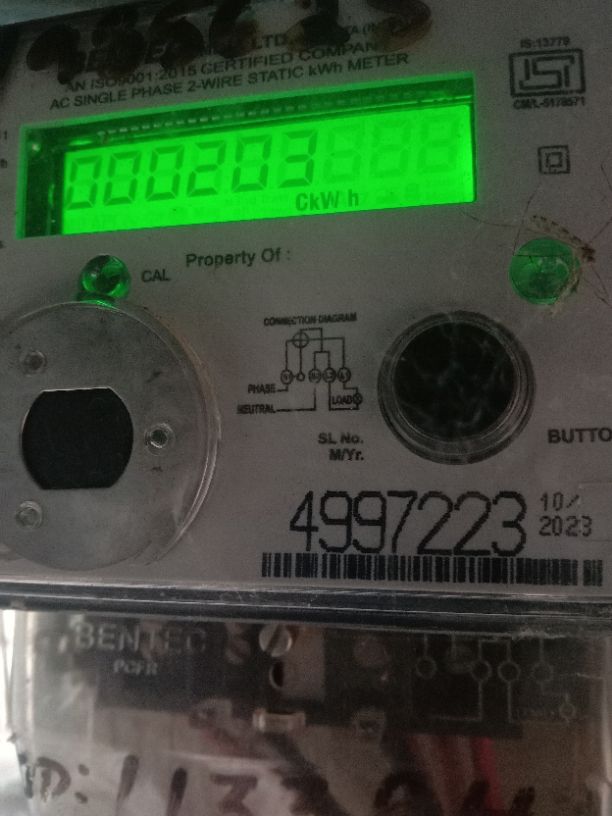 AN ISO9001:2015 CERTIFIED COMPAN
AC SINGLE PHASE 2-WIRE STATIC kWh METER
IS:13779
CM/L-5178571
000203
CkW h
Property Of :
CAL
CONNECTION DIAGRAM
PHASE
NEUTRAL
LOAD
SL No.
M/Yr.
BUTTO
4997223
10/
2023
BENTEC